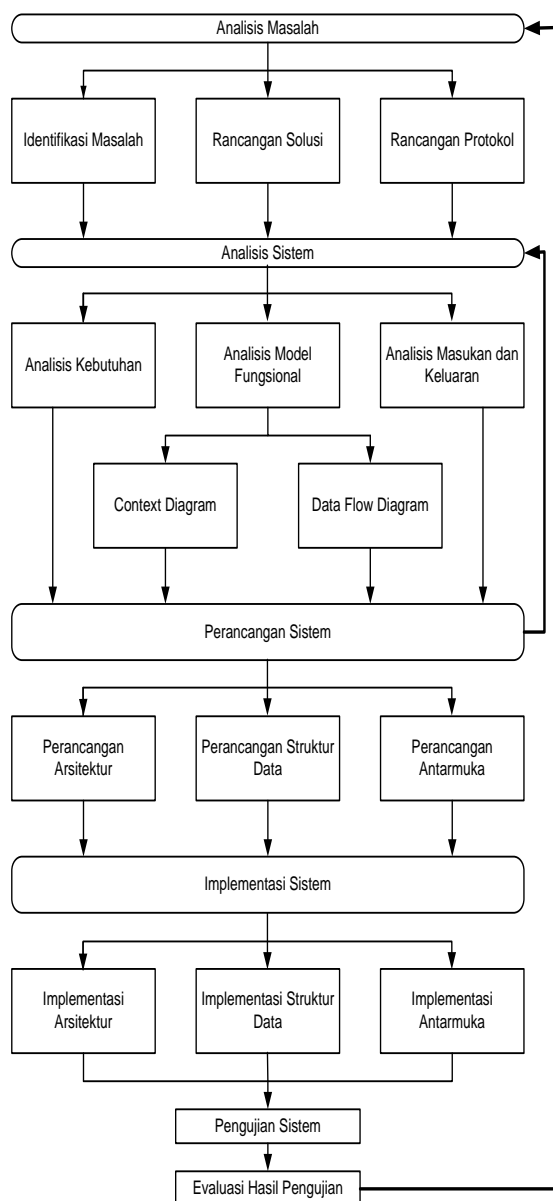 Analisis Masalah
Identifikasi Masalah
Rancangan Solusi
Rancangan Protokol
Analisis Sistem
Analisis Kebutuhan
Analisis Model
Fungsional
Analisis Masukan dan
Keluaran
Context Diagram
Data Flow Diagram
Perancangan Sistem
Perancangan
Arsitektur
Perancangan Struktur
Data
Perancangan
Antarmuka
Implementasi Sistem
Implementasi
Arsitektur
Implementasi Struktur
Data
Implementasi
Antarmuka
Pengujian Sistem
Evaluasi Hasil Pengujian